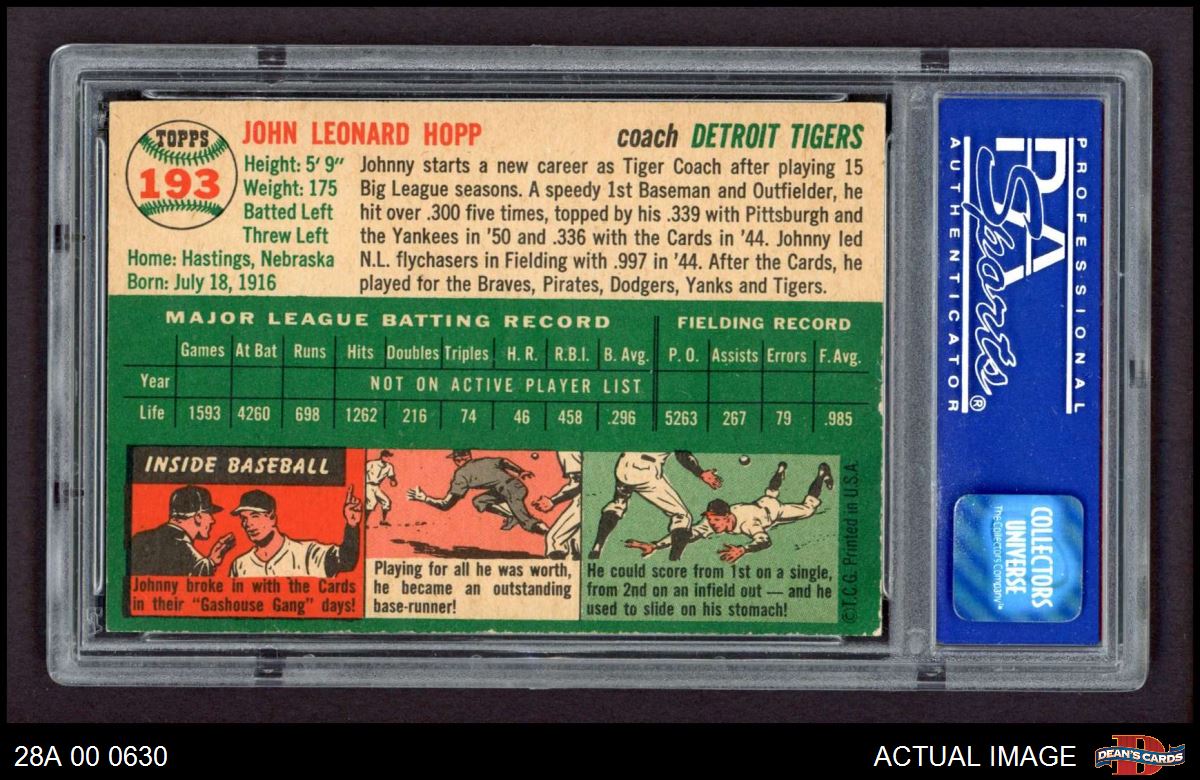 TOPPS
193
JOHN LEONARD HOPP
coach DETROIT TIGERS
Height: 5' 9"
Weight: 175
Batted Left
Threw Left
Home: Hastings, Nebraska
Born: July 18, 1916
Johnny starts a new career as Tiger Coach after playing 15
Big League seasons. A speedy 1st Baseman and Outfielder, he
hit over .300 five times, topped by his .339 with Pittsburgh and
the Yankees in '50 and .336 with the Cards in '44. Johnny led
N.L. flychasers in Fielding with .997 in '44. After the Cards, he
played for the Braves, Pirates, Dodgers, Yanks and Tigers.
MAJOR LEAGUE BATTING RECORD
FIELDING RECORD
Games At Bat Runs Hits Doubles Triples H. R. R.B.I. B. Avg. P. O. Assists Errors F. Avg.
Year NOT ON ACTIVE PLAYER LIST
Life 1593 4260 698 1262 216 74 46 458 .296 5263 267 79 .985
INSIDE BASEBALL
Johnny broke in with the Cards
in their "Gashouse Gang" days!
Playing for all he was worth,
he became an outstanding
base-runner!
He could score from 1st on a single,
from 2nd on an infield out — and he
used to slide on his stomach!
©T.C.G. Printed in U.S.A.
PROFESSIONAL
PSA
Sports®
AUTHENTICATOR
COLLECTORS
UNIVERSE
The Collectors Company™
28A 00 0630
ACTUAL IMAGE
DEAN'S CARDS